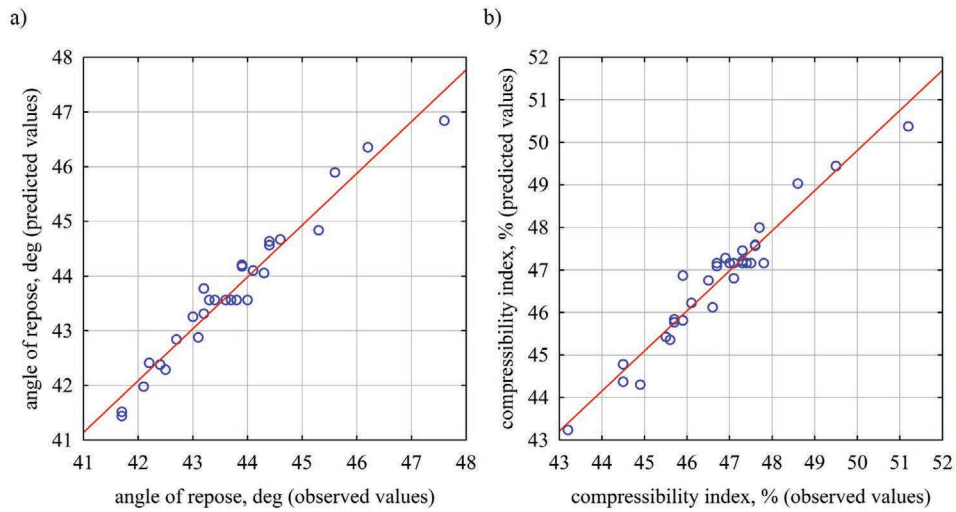 a)
48
47
46
45
44
43
42
41
angle of repose, deg (predicted values)
41 42 43 44 45 46 47 48
angle of repose, deg (observed values)
b)
52
51
50
49
48
47
46
45
44
43
compressibility index, % (predicted values)
43 44 45 46 47 48 49 50 51 52
compressibility index, % (observed values)